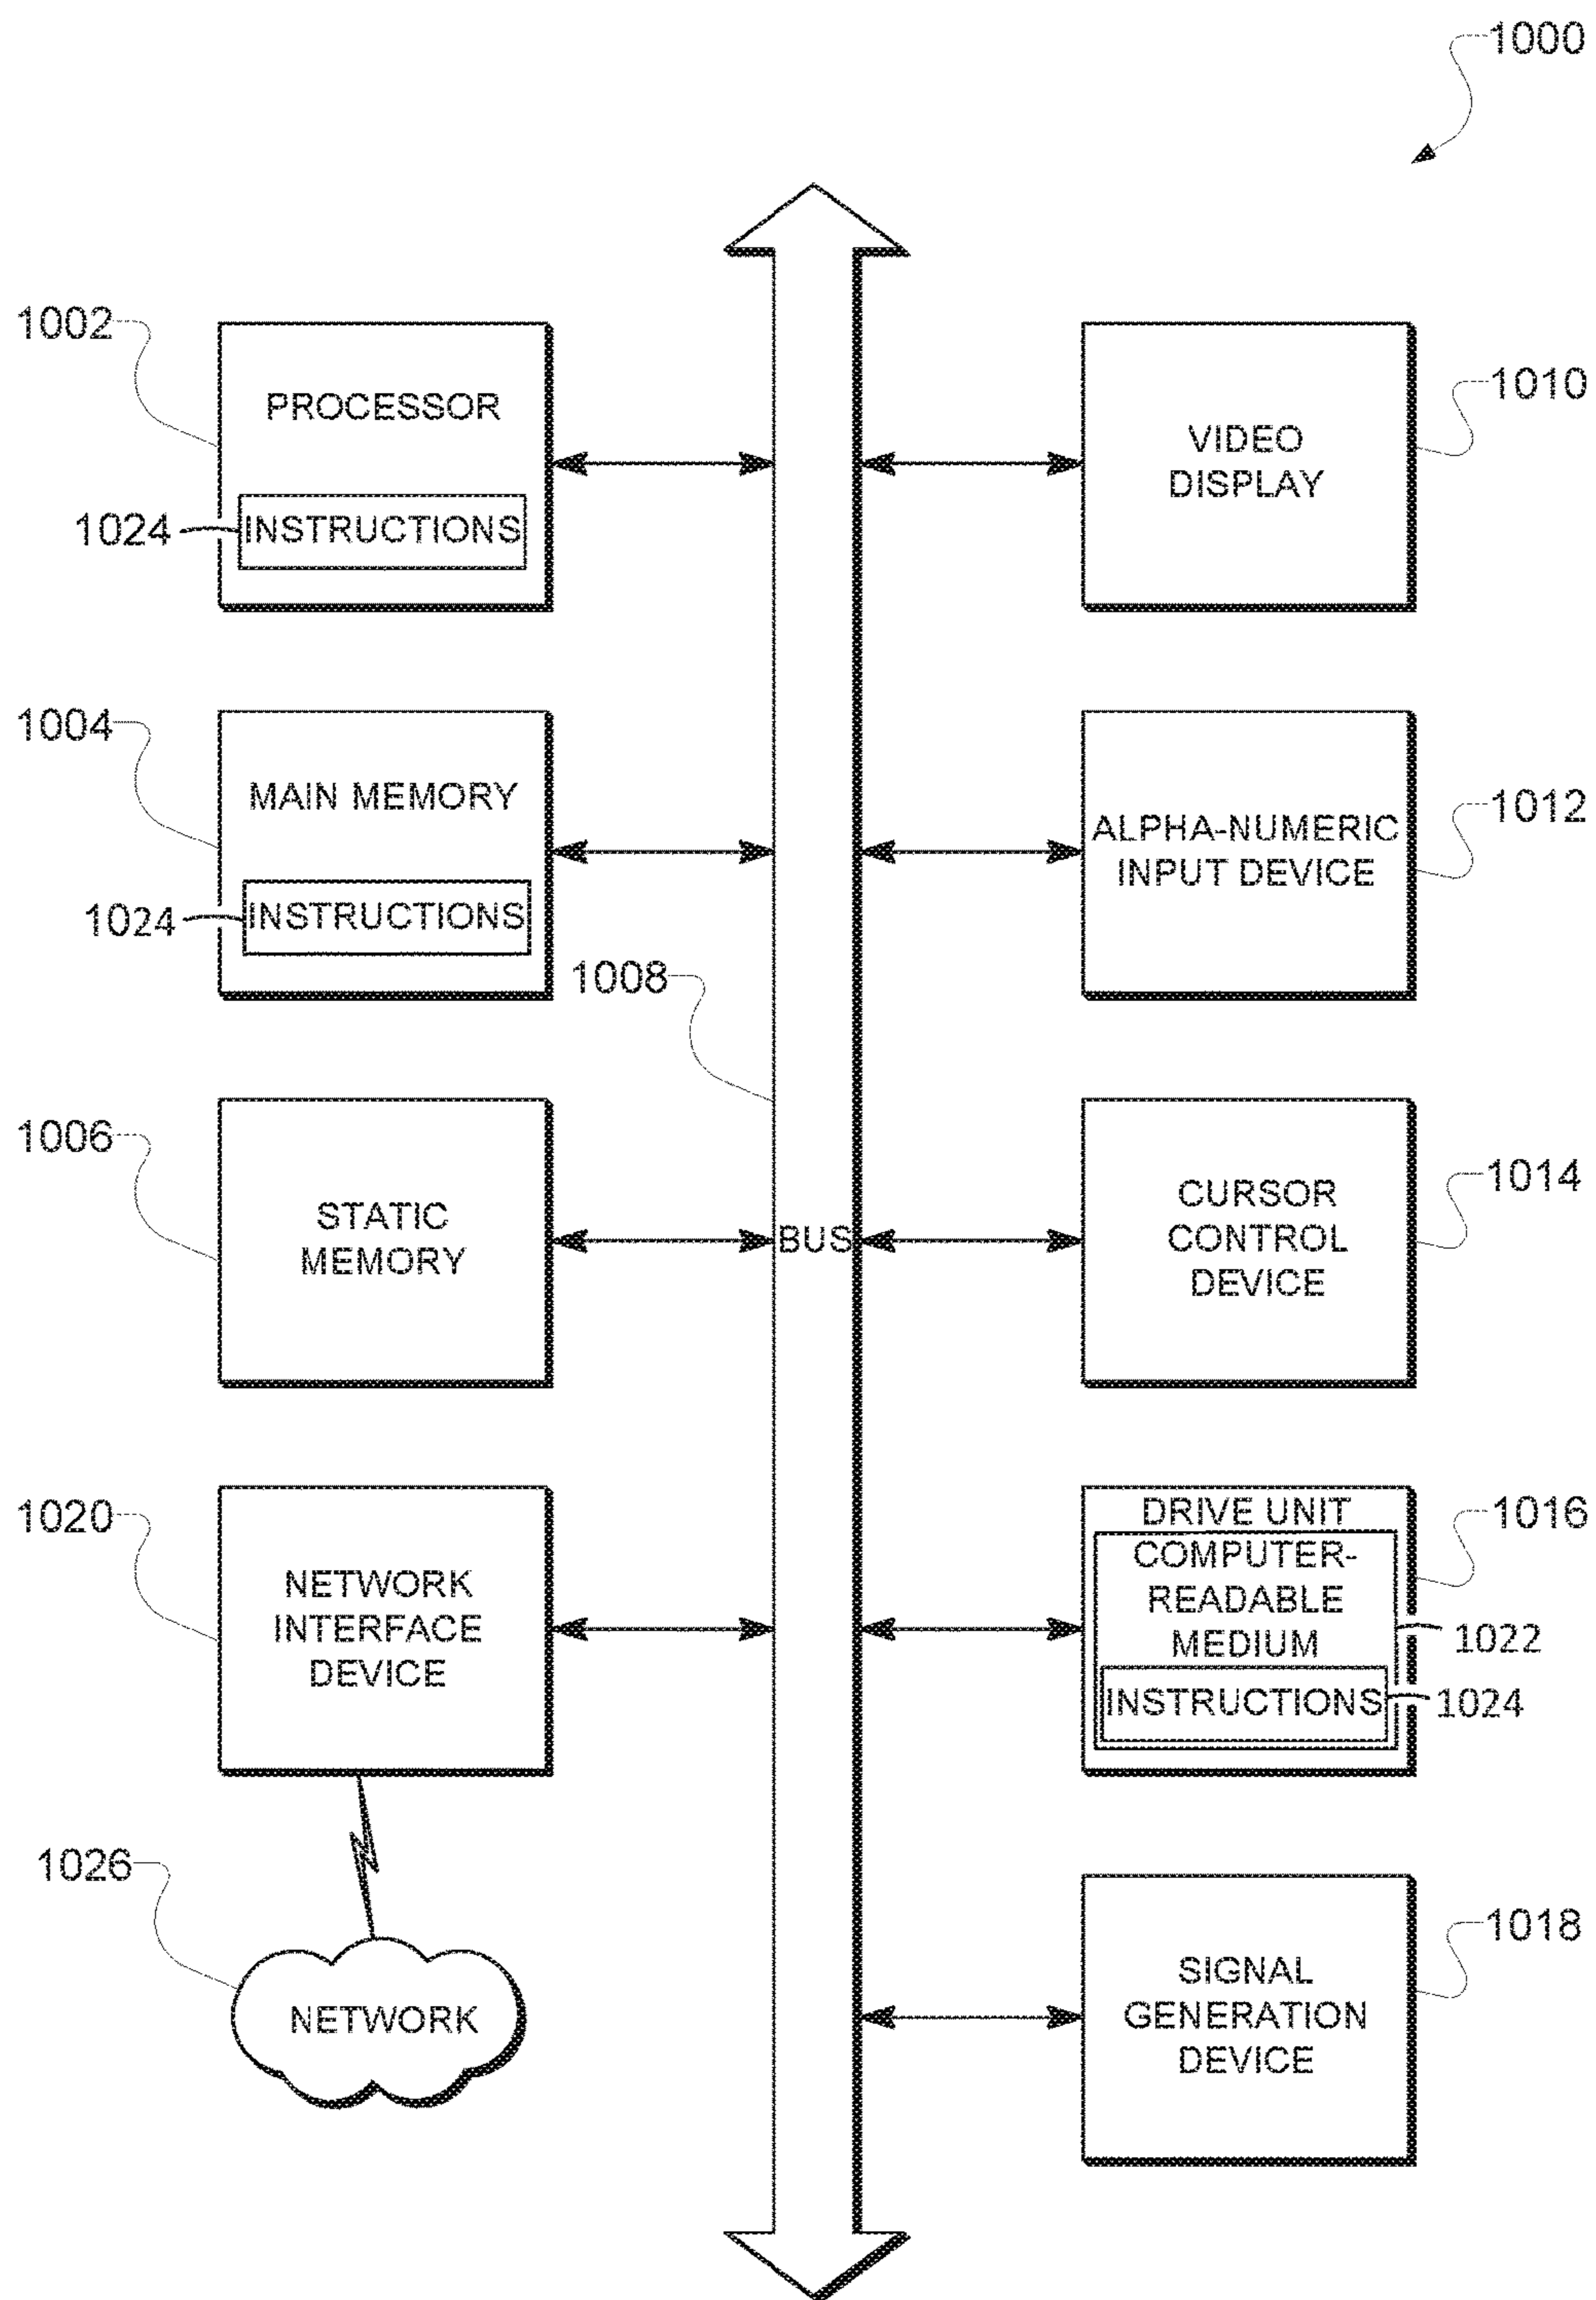 1000
1002
PROCESSOR
1024
INSTRUCTIONS
1010
VIDEO
DISPLAY
1004
MAIN MEMORY
1024
INSTRUCTIONS
1012
ALPHA-NUMERIC
INPUT DEVICE
1008
1006
STATIC
MEMORY
BUS
1014
CURSOR
CONTROL
DEVICE
1020
NETWORK
INTERFACE
DEVICE
1016
DRIVE UNIT
COMPUTER-
READABLE
MEDIUM
1022
INSTRUCTIONS
1024
1026
NETWORK
1018
SIGNAL
GENERATION
DEVICE